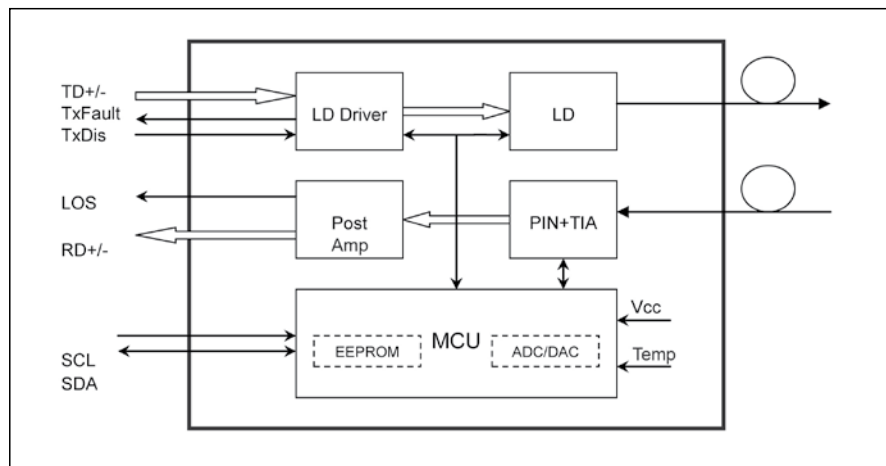 TD+/-
TxFault
TxDis
LD Driver
LD
LOS
RD+/-
Post
Amp
PIN+TIA
MCU
EEPROM
ADC/DAC
Vcc
Temp
SCL
SDA